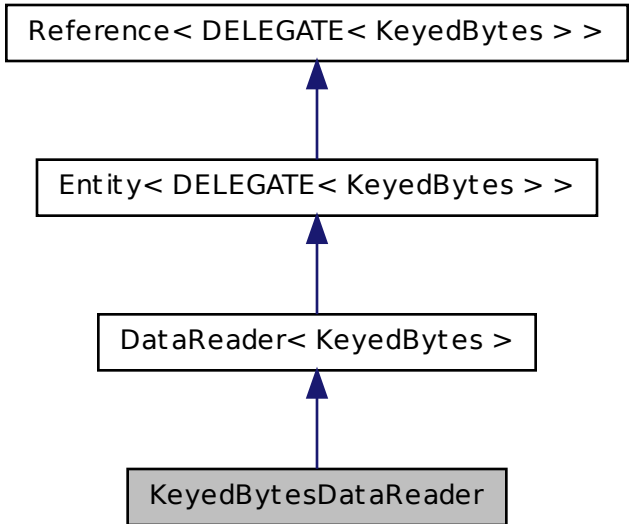 Reference< DELEGATE< KeyedBytes > >
Entity< DELEGATE< KeyedBytes > >
DataReader< KeyedBytes >
KeyedBytesDataReader